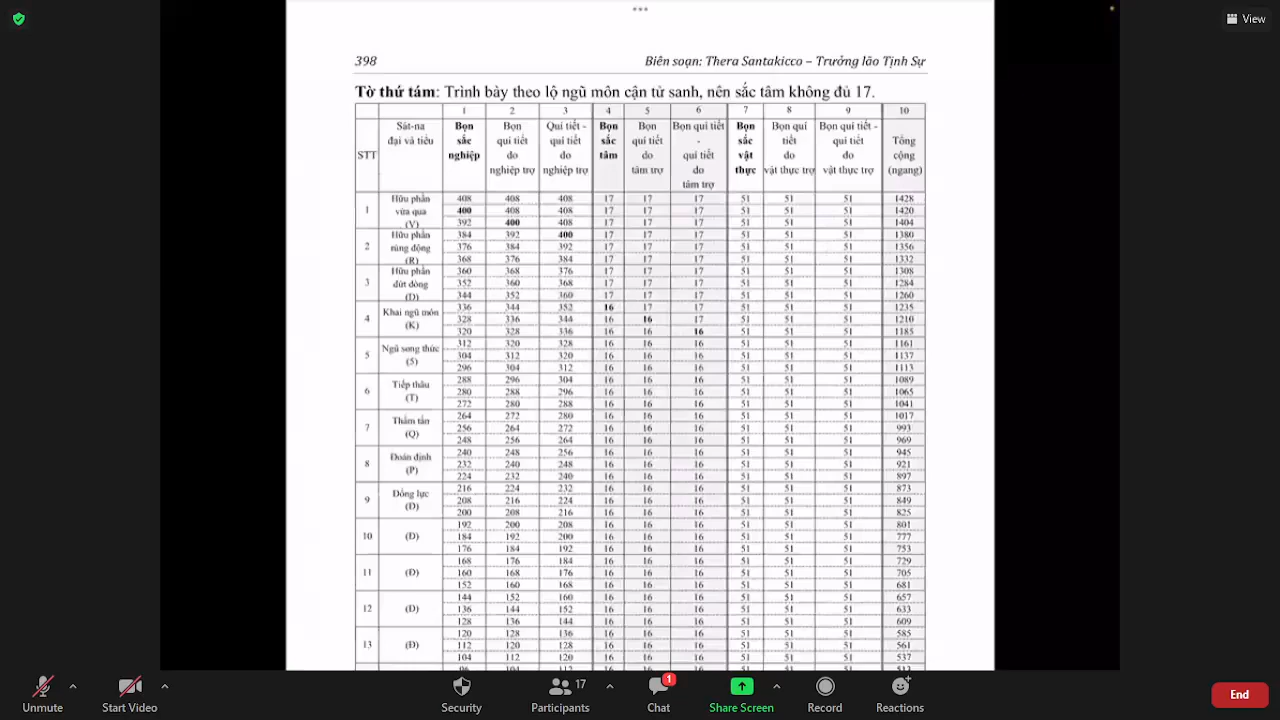 View
398 Biên soạn: Thera Santakicco – Trưởng lão Tịnh Sự
Tờ thứ tám: Trình bày theo lộ ngũ môn cận tử sanh, nên sắc tâm không đủ 17.
1 2 3 4 5 6 7 8 9 10
STT Sát-na đại và tiểu Bọn sắc nghiệp Bọn quí tiết do nghiệp trợ Quí tiết - quí tiết do nghiệp trợ Bọn sắc tâm Bọn quí tiết do tâm trợ Bọn quí tiết - quí tiết do tâm trợ Bọn sắc vật thực Bọn quí tiết do vật thực trợ Bọn quí tiết - quí tiết do vật thực trợ Tổng cộng (ngang)
1 Hữu phần vừa qua (V)
408 408 408 17 17 17 51 51 51 1428
400 408 408 17 17 17 51 51 51 1420
392 400 408 17 17 17 51 51 51 1404
2 Hữu phần rúng động (R)
384 392 400 17 17 17 51 51 51 1380
376 384 392 17 17 17 51 51 51 1356
368 376 384 17 17 17 51 51 51 1332
3 Hữu phần dứt dòng (D)
360 368 376 17 17 17 51 51 51 1308
352 360 368 17 17 17 51 51 51 1284
344 352 360 17 17 17 51 51 51 1260
4 Khai ngũ môn (K)
336 344 352 16 17 17 51 51 51 1235
328 336 344 16 16 17 51 51 51 1210
320 328 336 16 16 16 51 51 51 1185
5 Ngũ song thức (5)
312 320 328 16 16 16 51 51 51 1161
304 312 320 16 16 16 51 51 51 1137
296 304 312 16 16 16 51 51 51 1113
6 Tiếp thâu (T)
288 296 304 16 16 16 51 51 51 1089
280 288 296 16 16 16 51 51 51 1065
272 280 288 16 16 16 51 51 51 1041
7 Thẩm tấn (Q)
264 272 280 16 16 16 51 51 51 1017
256 264 272 16 16 16 51 51 51 993
248 256 264 16 16 16 51 51 51 969
8 Đoán định (P)
240 248 256 16 16 16 51 51 51 945
232 240 248 16 16 16 51 51 51 921
224 232 240 16 16 16 51 51 51 897
9 Đổng lực (Đ)
216 224 232 16 16 16 51 51 51 873
208 216 224 16 16 16 51 51 51 849
200 208 216 16 16 16 51 51 51 825
10 (Đ)
192 200 208 16 16 16 51 51 51 801
184 192 200 16 16 16 51 51 51 777
176 184 192 16 16 16 51 51 51 753
11 (Đ)
168 176 184 16 16 16 51 51 51 729
160 168 176 16 16 16 51 51 51 705
152 160 168 16 16 16 51 51 51 681
12 (Đ)
144 152 160 16 16 16 51 51 51 657
136 144 152 16 16 16 51 51 51 633
128 136 144 16 16 16 51 51 51 609
13 (Đ)
120 128 136 16 16 16 51 51 51 585
112 120 128 16 16 16 51 51 51 561
104 112 120 16 16 16 51 51 51 537
Unmute Start Video Security Participants 17 Chat 1 Share Screen Record Reactions End